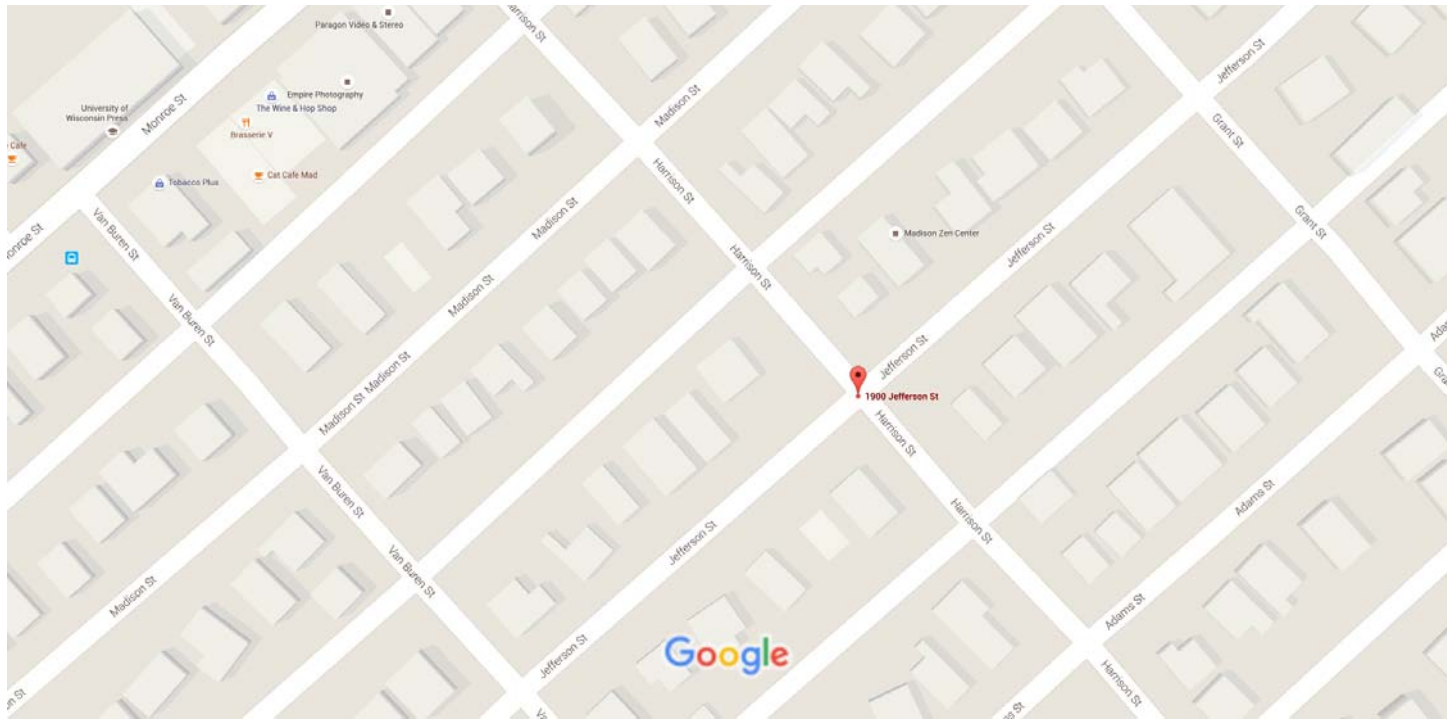 Harrison St
Paragon Video & Stereo
Jefferson St
Empire Photography
The Wine & Hop Shop
University of
Wisconsin Press
Monroe St
Brasserie V
Madison St
Grant St
Cafe
Cat Cafe Mad
Tobacco Plus
Harrison St
Madison St
Grant St
Van Buren St
Monroe St
Madison Zen Center
Jefferson St
Harrison St
Madison St
Van Buren St
Jefferson St
Madison St
Madison St
1900 Jefferson St
Harrison St
Van Buren St
Adams St
Harrison St
Jefferson St
Van Buren St
Madison St
Adams St
Jefferson St
Google
Harrison St